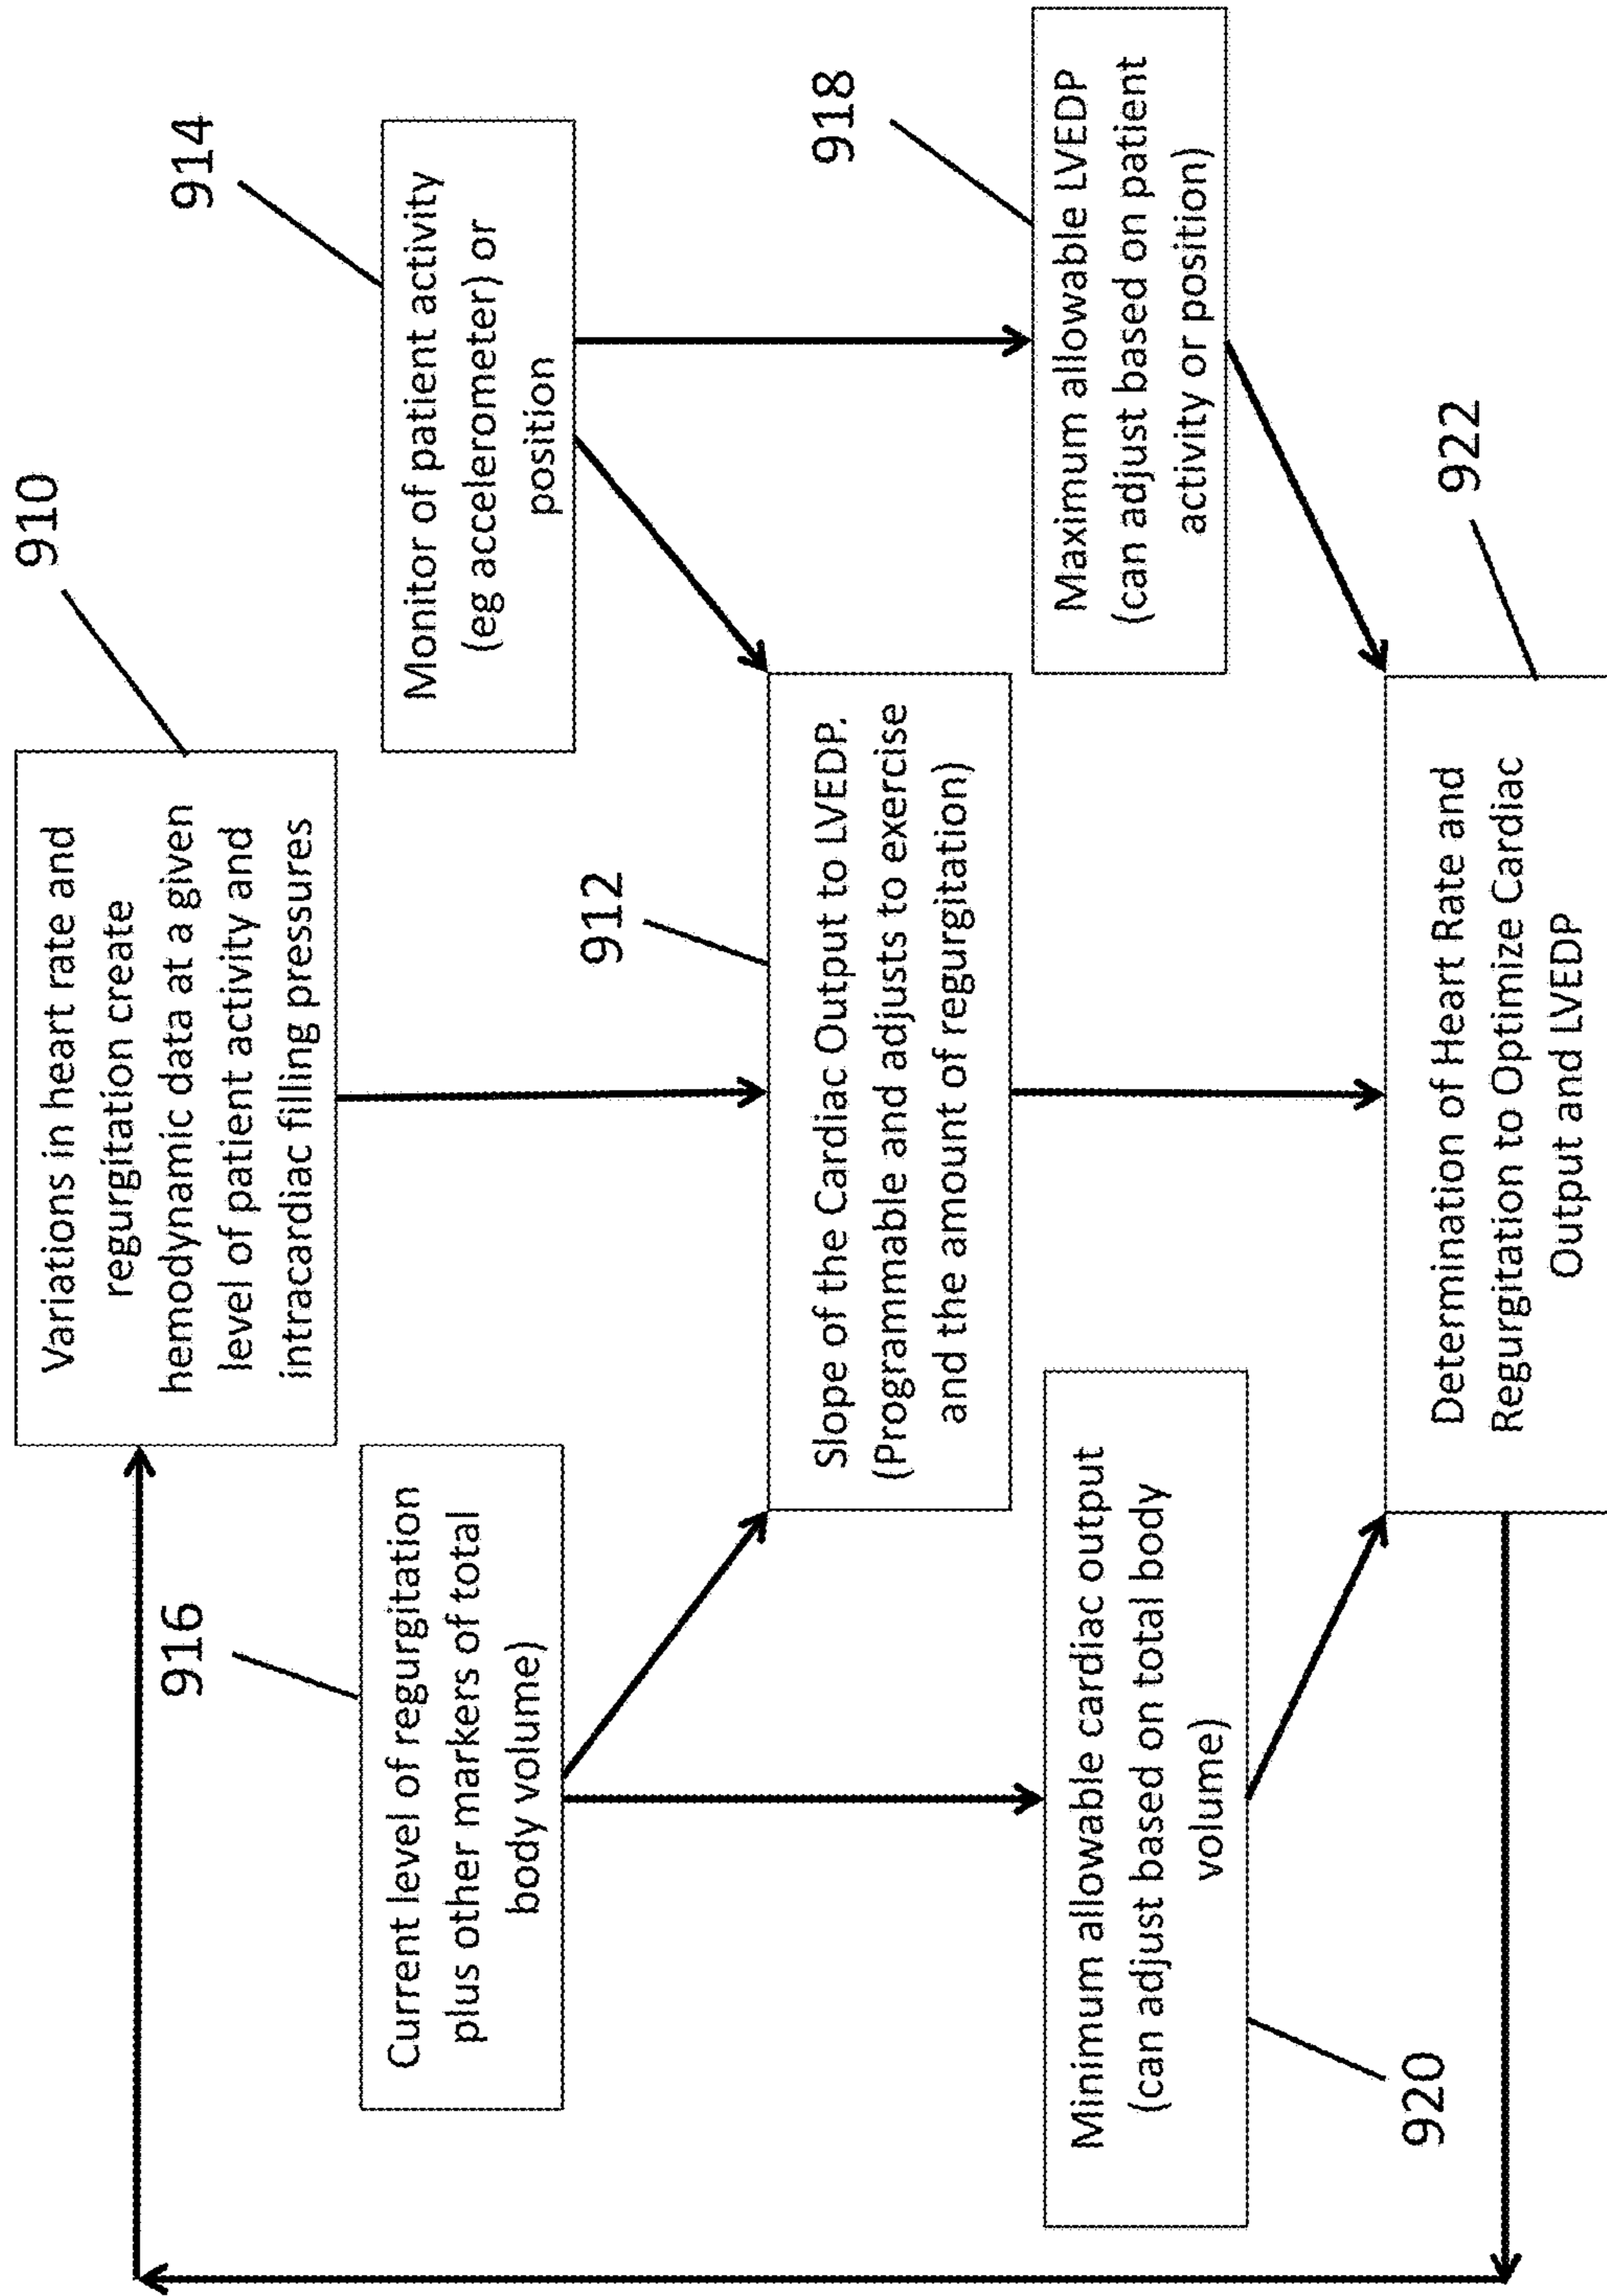 910
Variations in heart rate and
regurgitation create
hemodynamic data at a given
level of patient activity and
intracardiac filling pressures
914
Monitor of patient activity
(eg accelerometer) or
position
916
Current level of regurgitation
plus other markers of total
body volume)
912
Slope of the Cardiac Output to LVEDP.
(Programmable and adjusts to exercise
and the amount of regurgitation)
918
Maximum allowable LVEDP
(can adjust based on patient
activity or position)
920
Minimum allowable cardiac output
(can adjust based on total body
volume)
922
Determination of Heart Rate and
Regurgitation to Optimize Cardiac
Output and LVEDP